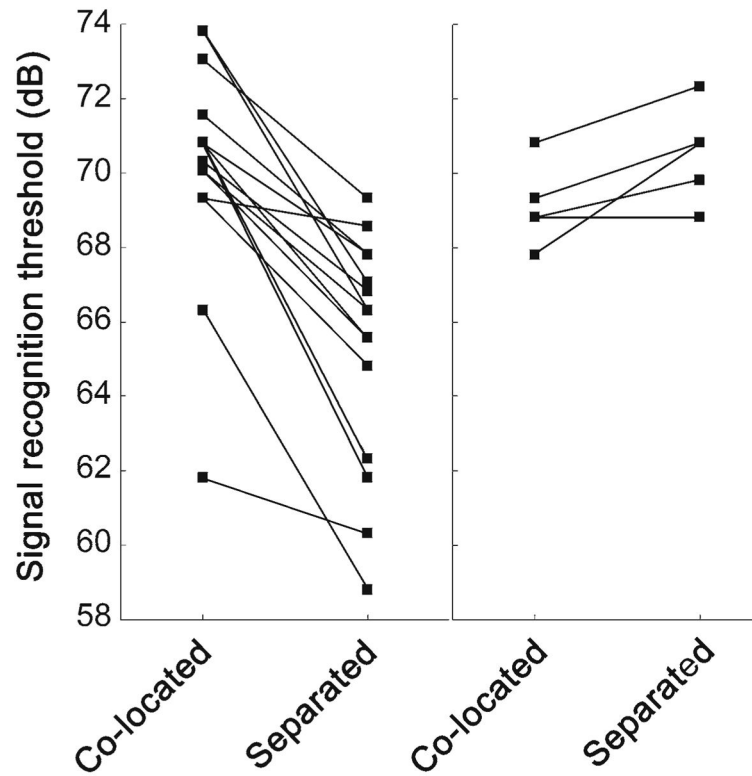 Signal recognition threshold (dB)
74
72
70
68
66
64
62
60
58
Co-located
Separated
Co-located
Separated